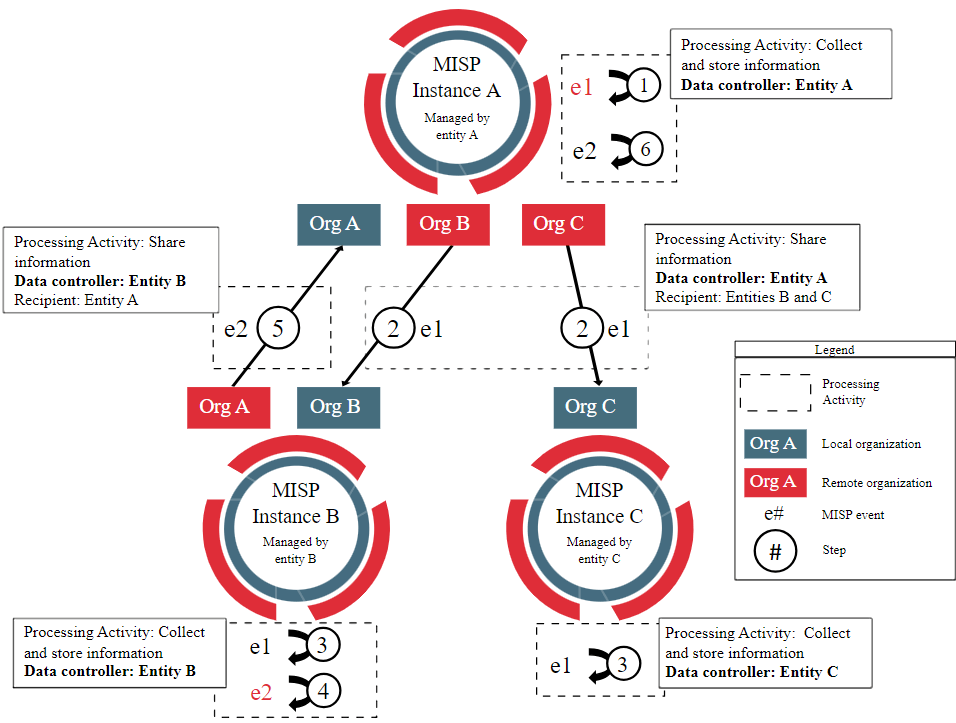 MISP
Instance A
Managed by
entity A
e1
1
e2
6
Processing Activity: Collect
and store information
Data controller: Entity A
Org A
Org B
Org C
Processing Activity: Share
information
Data controller: Entity B
Recipient: Entity A
Processing Activity: Share
information
Data controller: Entity A
Recipient: Entities B and C
e2
5
2
e1
2
e1
Org A
Org B
Org C
MISP
Instance B
Managed by
entity B
MISP
Instance C
Managed by
entity C
Legend
Processing
Activity
Org A
Local organization
Org A
Remote organization
e#
MISP event
#
Step
Processing Activity: Collect
and store information
Data controller: Entity B
e1
3
e2
4
e1
3
Processing Activity:  Collect
and store information
Data controller: Entity C